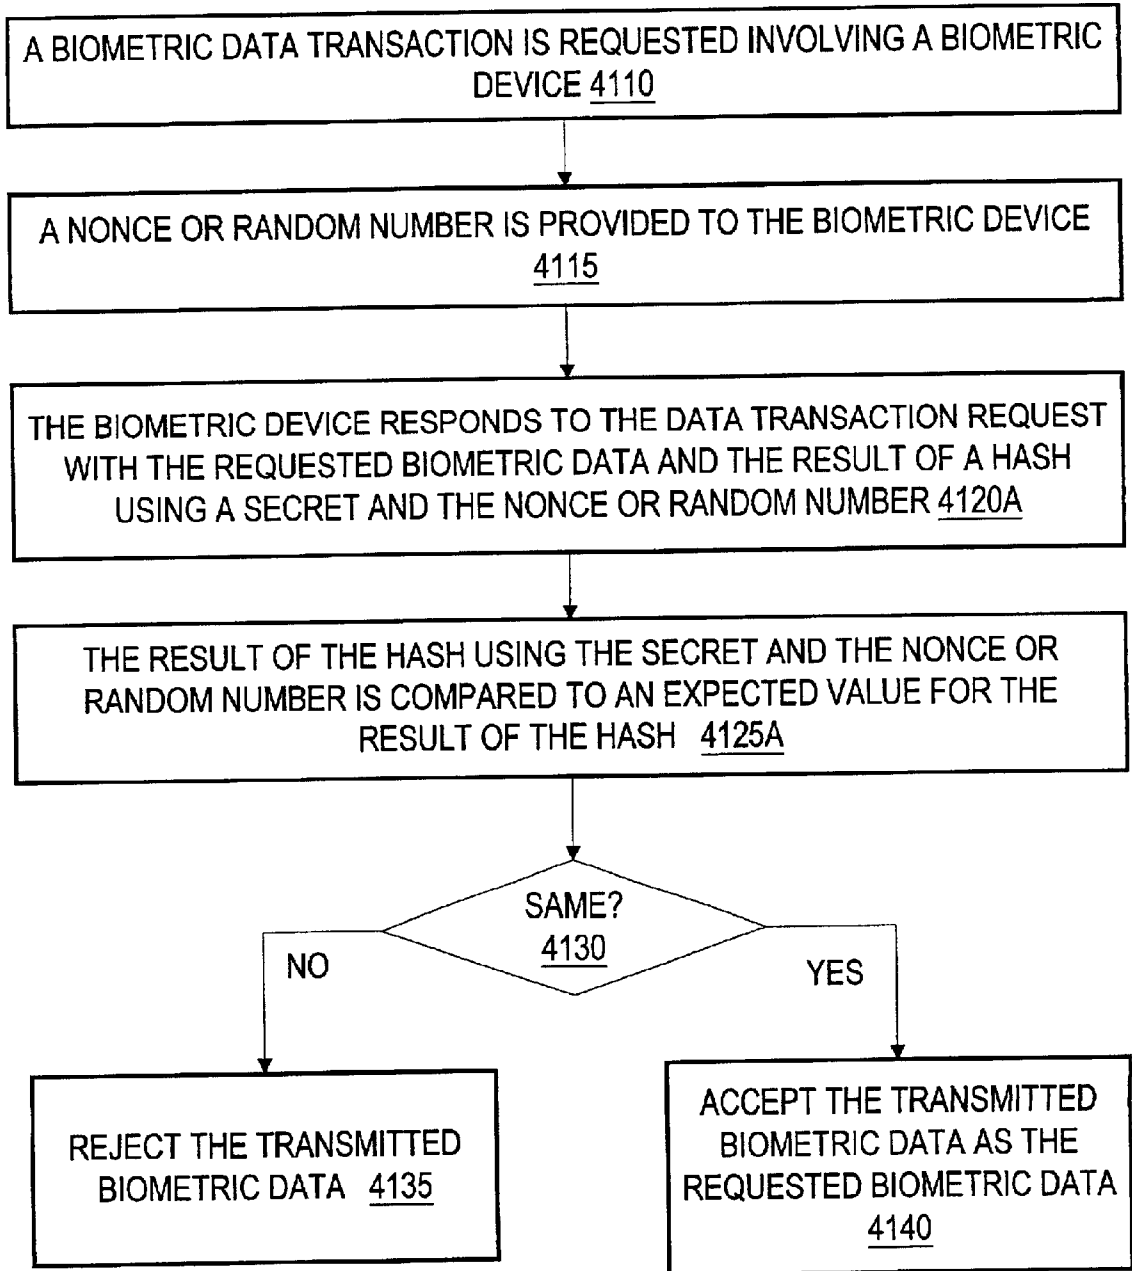 A BIOMETRIC DATA TRANSACTION IS REQUESTED INVOLVING A BIOMETRIC
DEVICE 4110
A NONCE OR RANDOM NUMBER IS PROVIDED TO THE BIOMETRIC DEVICE
4115
THE BIOMETRIC DEVICE RESPONDS TO THE DATA TRANSACTION REQUEST
WITH THE REQUESTED BIOMETRIC DATA AND THE RESULT OF A HASH
USING A SECRET AND THE NONCE OR RANDOM NUMBER 4120A
THE RESULT OF THE HASH USING THE SECRET AND THE NONCE OR
RANDOM NUMBER IS COMPARED TO AN EXPECTED VALUE FOR THE
RESULT OF THE HASH 4125A
SAME?
4130
NO
YES
REJECT THE TRANSMITTED
BIOMETRIC DATA 4135
ACCEPT THE TRANSMITTED
BIOMETRIC DATA AS THE
REQUESTED BIOMETRIC DATA
4140